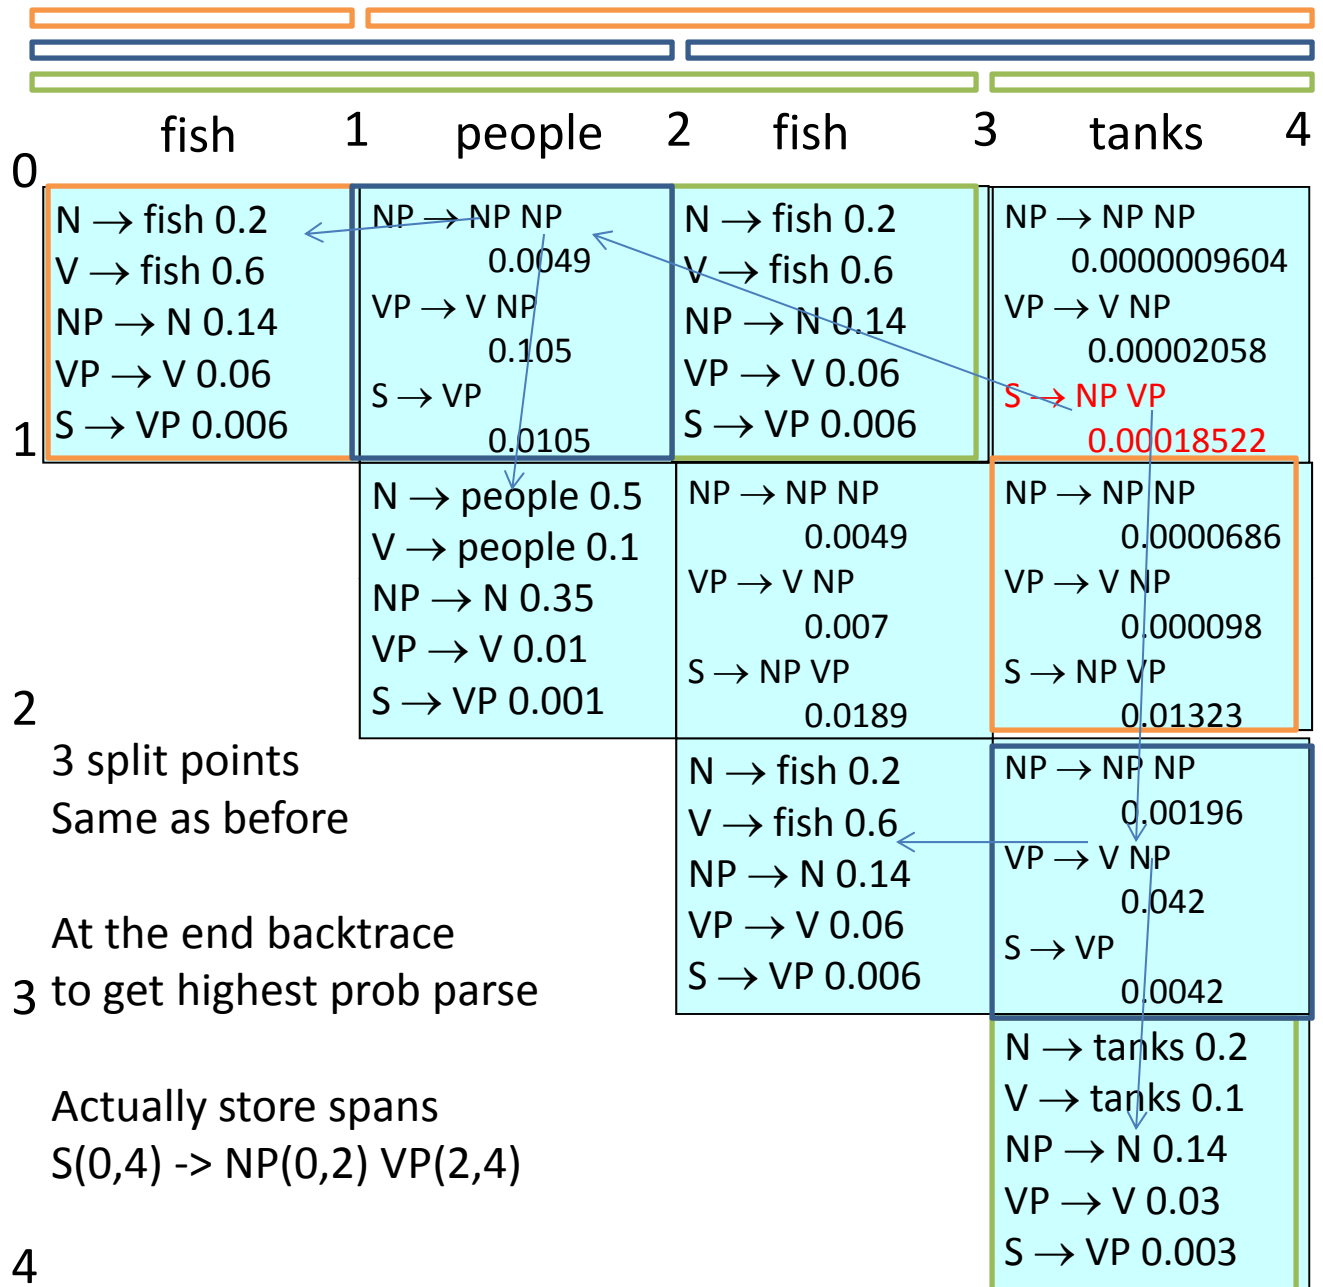 fish 1 people 2 fish 3 tanks 4
0
N → fish 0.2
V → fish 0.6
NP → N 0.14
VP → V 0.06
S → VP 0.006
NP → NP NP
0.0049
VP → V NP
0.105
S → VP
0.0105
N → fish 0.2
V → fish 0.6
NP → N 0.14
VP → V 0.06
S → VP 0.006
NP → NP NP
0.0000009604
VP → V NP
0.00002058
S → NP VP
0.00018522
1
N → people 0.5
V → people 0.1
NP → N 0.35
VP → V 0.01
S → VP 0.001
NP → NP NP
0.0049
VP → V NP
0.007
S → NP VP
0.0189
NP → NP NP
0.0000686
VP → V NP
0.000098
S → NP VP
0.01323
2
3 split points
Same as before
N → fish 0.2
V → fish 0.6
NP → N 0.14
VP → V 0.06
S → VP 0.006
NP → NP NP
0.00196
VP → V NP
0.042
S → VP
0.0042
At the end backtrace
3 to get highest prob parse
N → tanks 0.2
V → tanks 0.1
NP → N 0.14
VP → V 0.03
S → VP 0.003
Actually store spans
S(0,4) -> NP(0,2) VP(2,4)
4